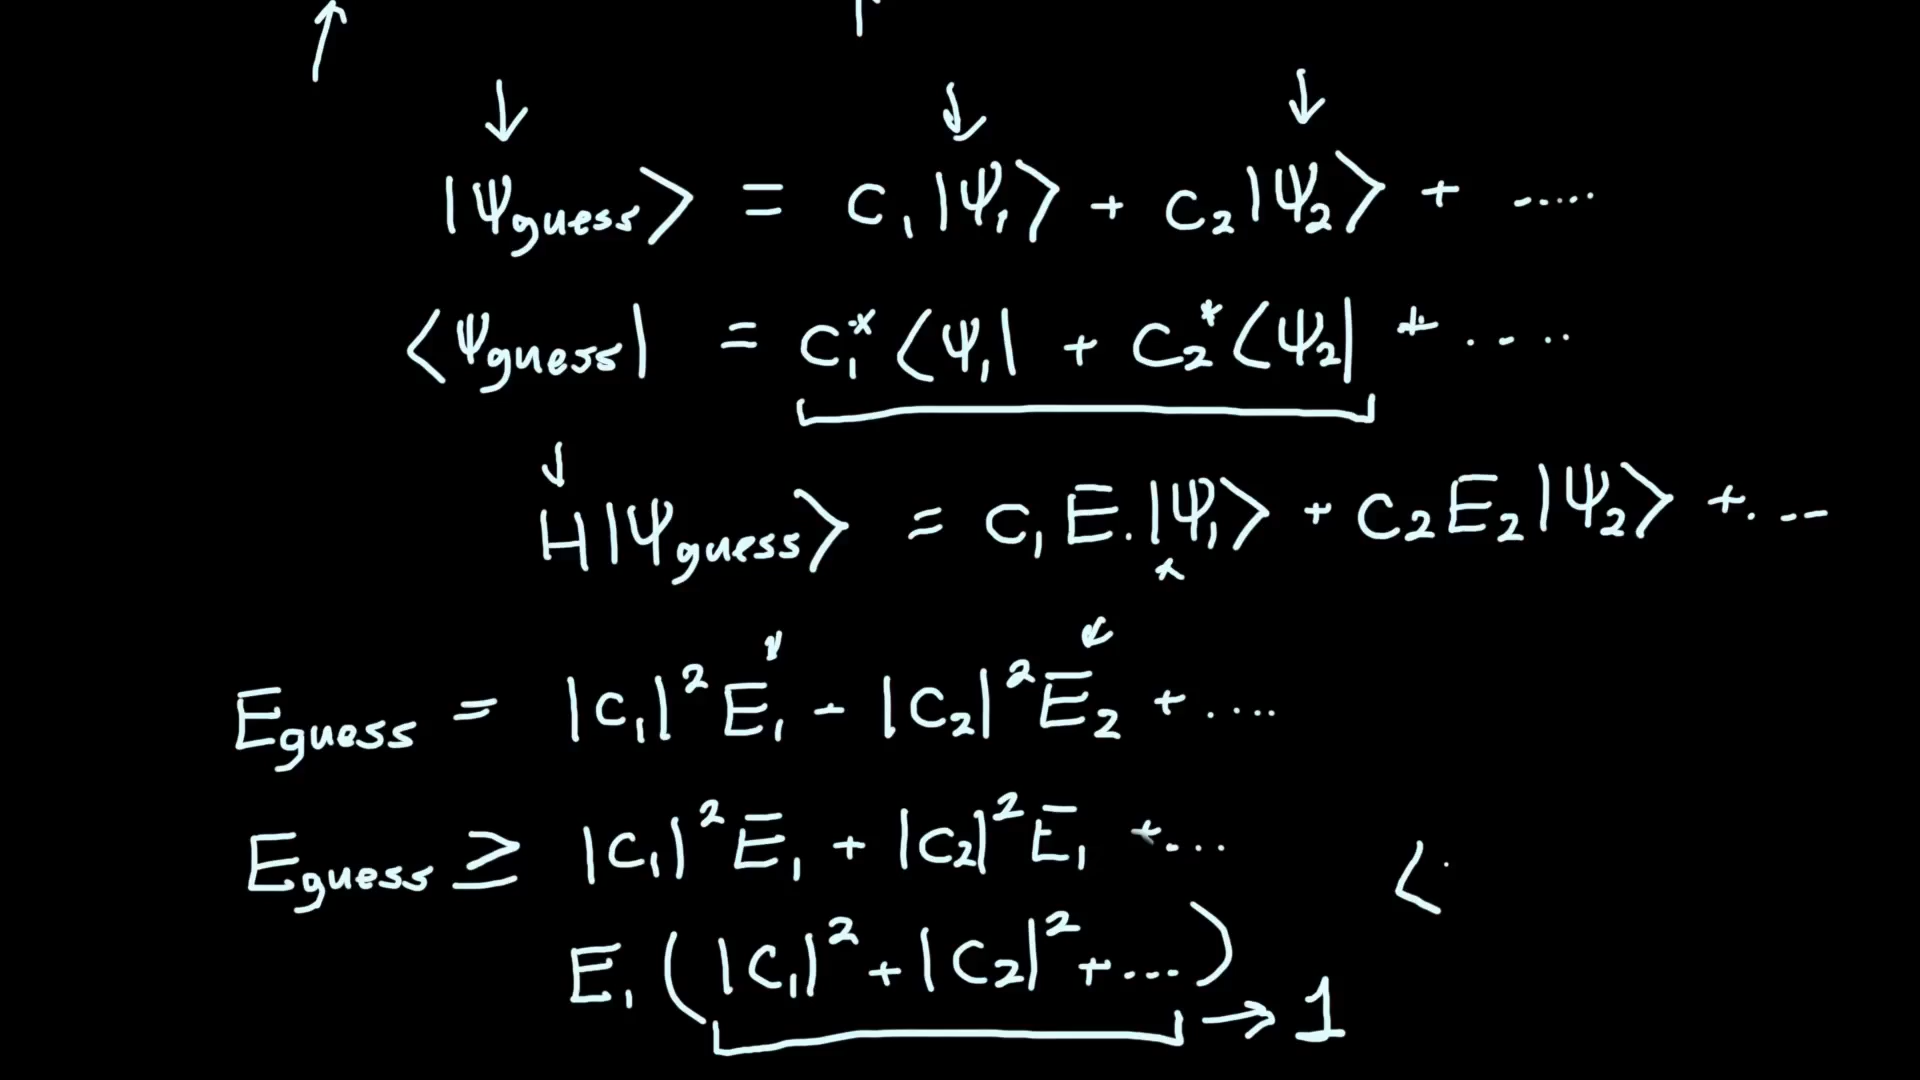 |Ψguess⟩ = c₁|Ψ₁⟩ + c₂|Ψ₂⟩ + .....
⟨Ψguess| = c₁*⟨Ψ₁| + c₂*⟨Ψ₂| + .....
H|Ψguess⟩ = c₁E.|Ψ₁⟩ + c₂E₂|Ψ₂⟩ + ...
Eguess = |c₁|²E₁ - |c₂|²E₂ + ....
Eguess ≥ |c₁|²E₁ + |c₂|²E₁ + ... ⟨
E₁(|c₁|² + |c₂|² + ...) → 1